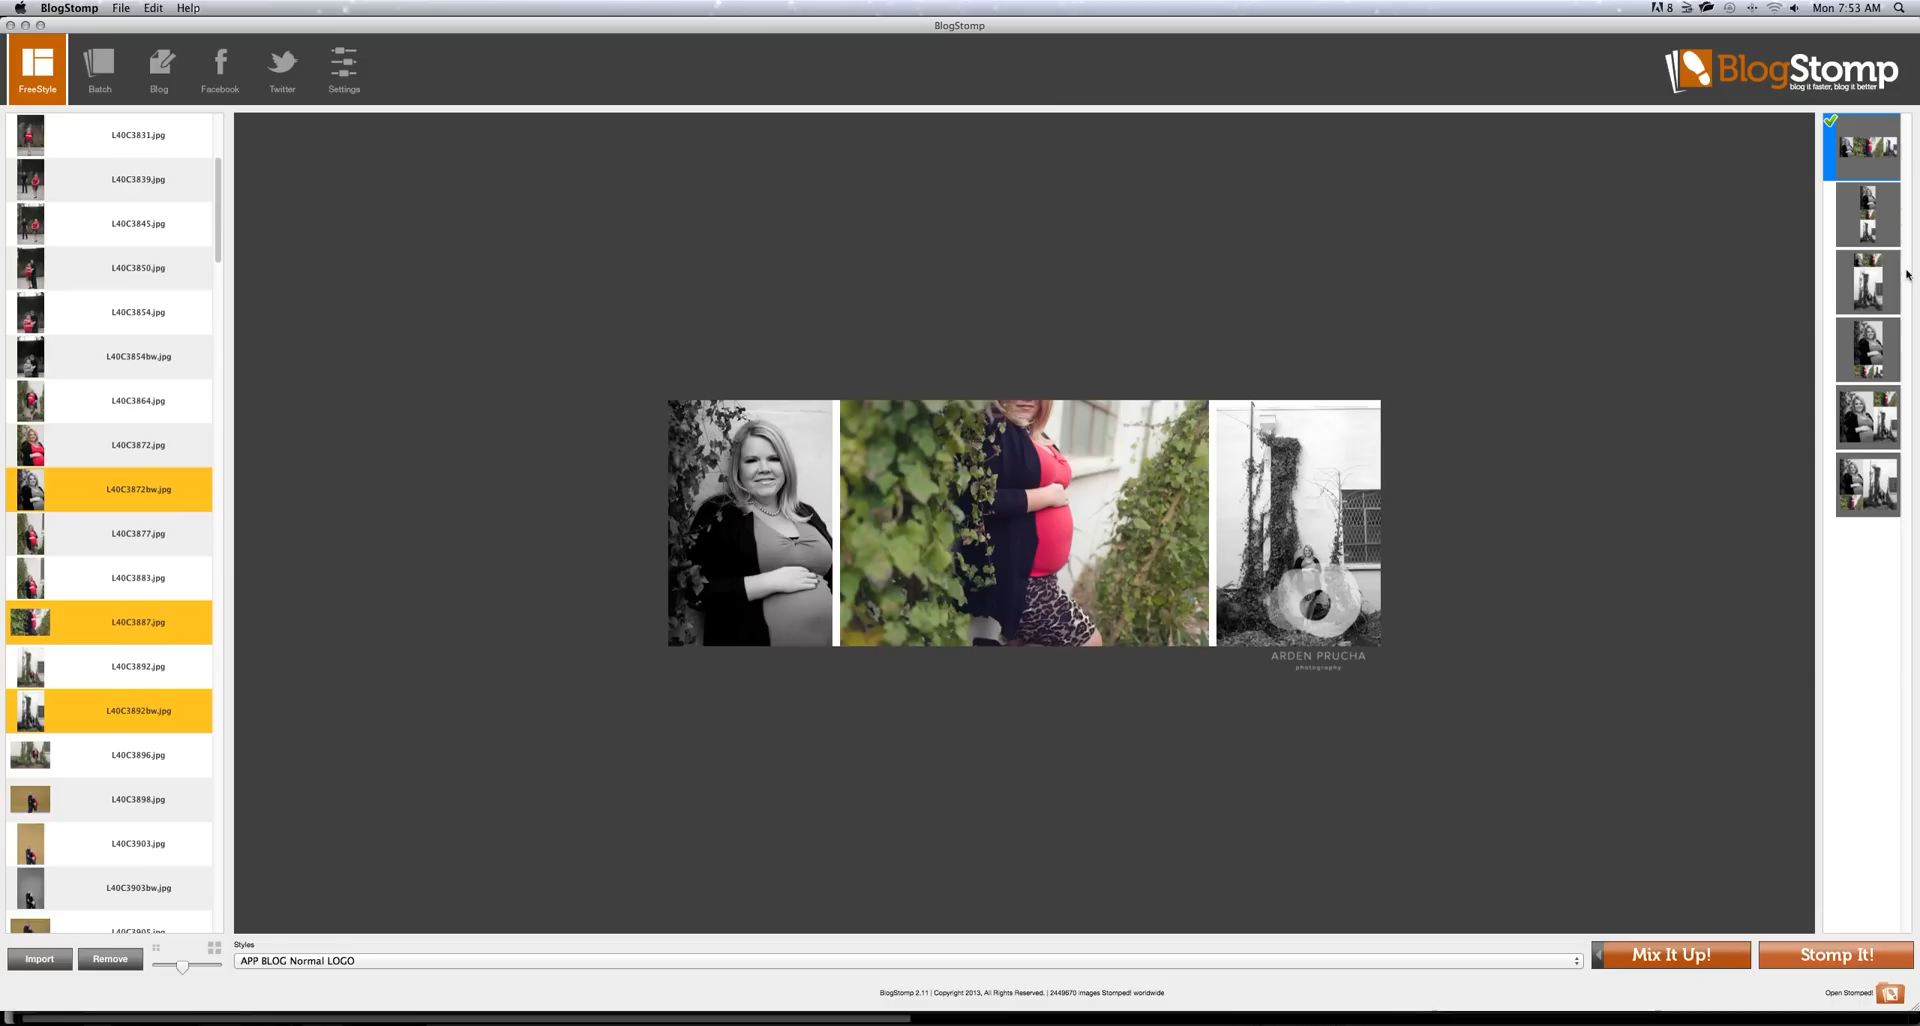 BlogStomp File Edit Help
8 Mon 7:53 AM
BlogStomp
FreeStyle Batch Blog Facebook Twitter Settings
BlogStomp
blog it faster, blog it better
L40C3831.jpg
L40C3839.jpg
L40C3845.jpg
L40C3850.jpg
L40C3854.jpg
L40C3854bw.jpg
L40C3864.jpg
L40C3872.jpg
L40C3872bw.jpg
L40C3877.jpg
L40C3883.jpg
L40C3887.jpg
L40C3892.jpg
L40C3892bw.jpg
L40C3896.jpg
L40C3898.jpg
L40C3903.jpg
L40C3903bw.jpg
L40C3905.jpg
ARDEN PRUCHA
photography
Import Remove
Styles
APP BLOG Normal LOGO
Mix It Up! Stomp It!
BlogStomp 2.11 | Copyright 2013, All Rights Reserved. | 2449670 images Stomped! worldwide
Open Stomped!